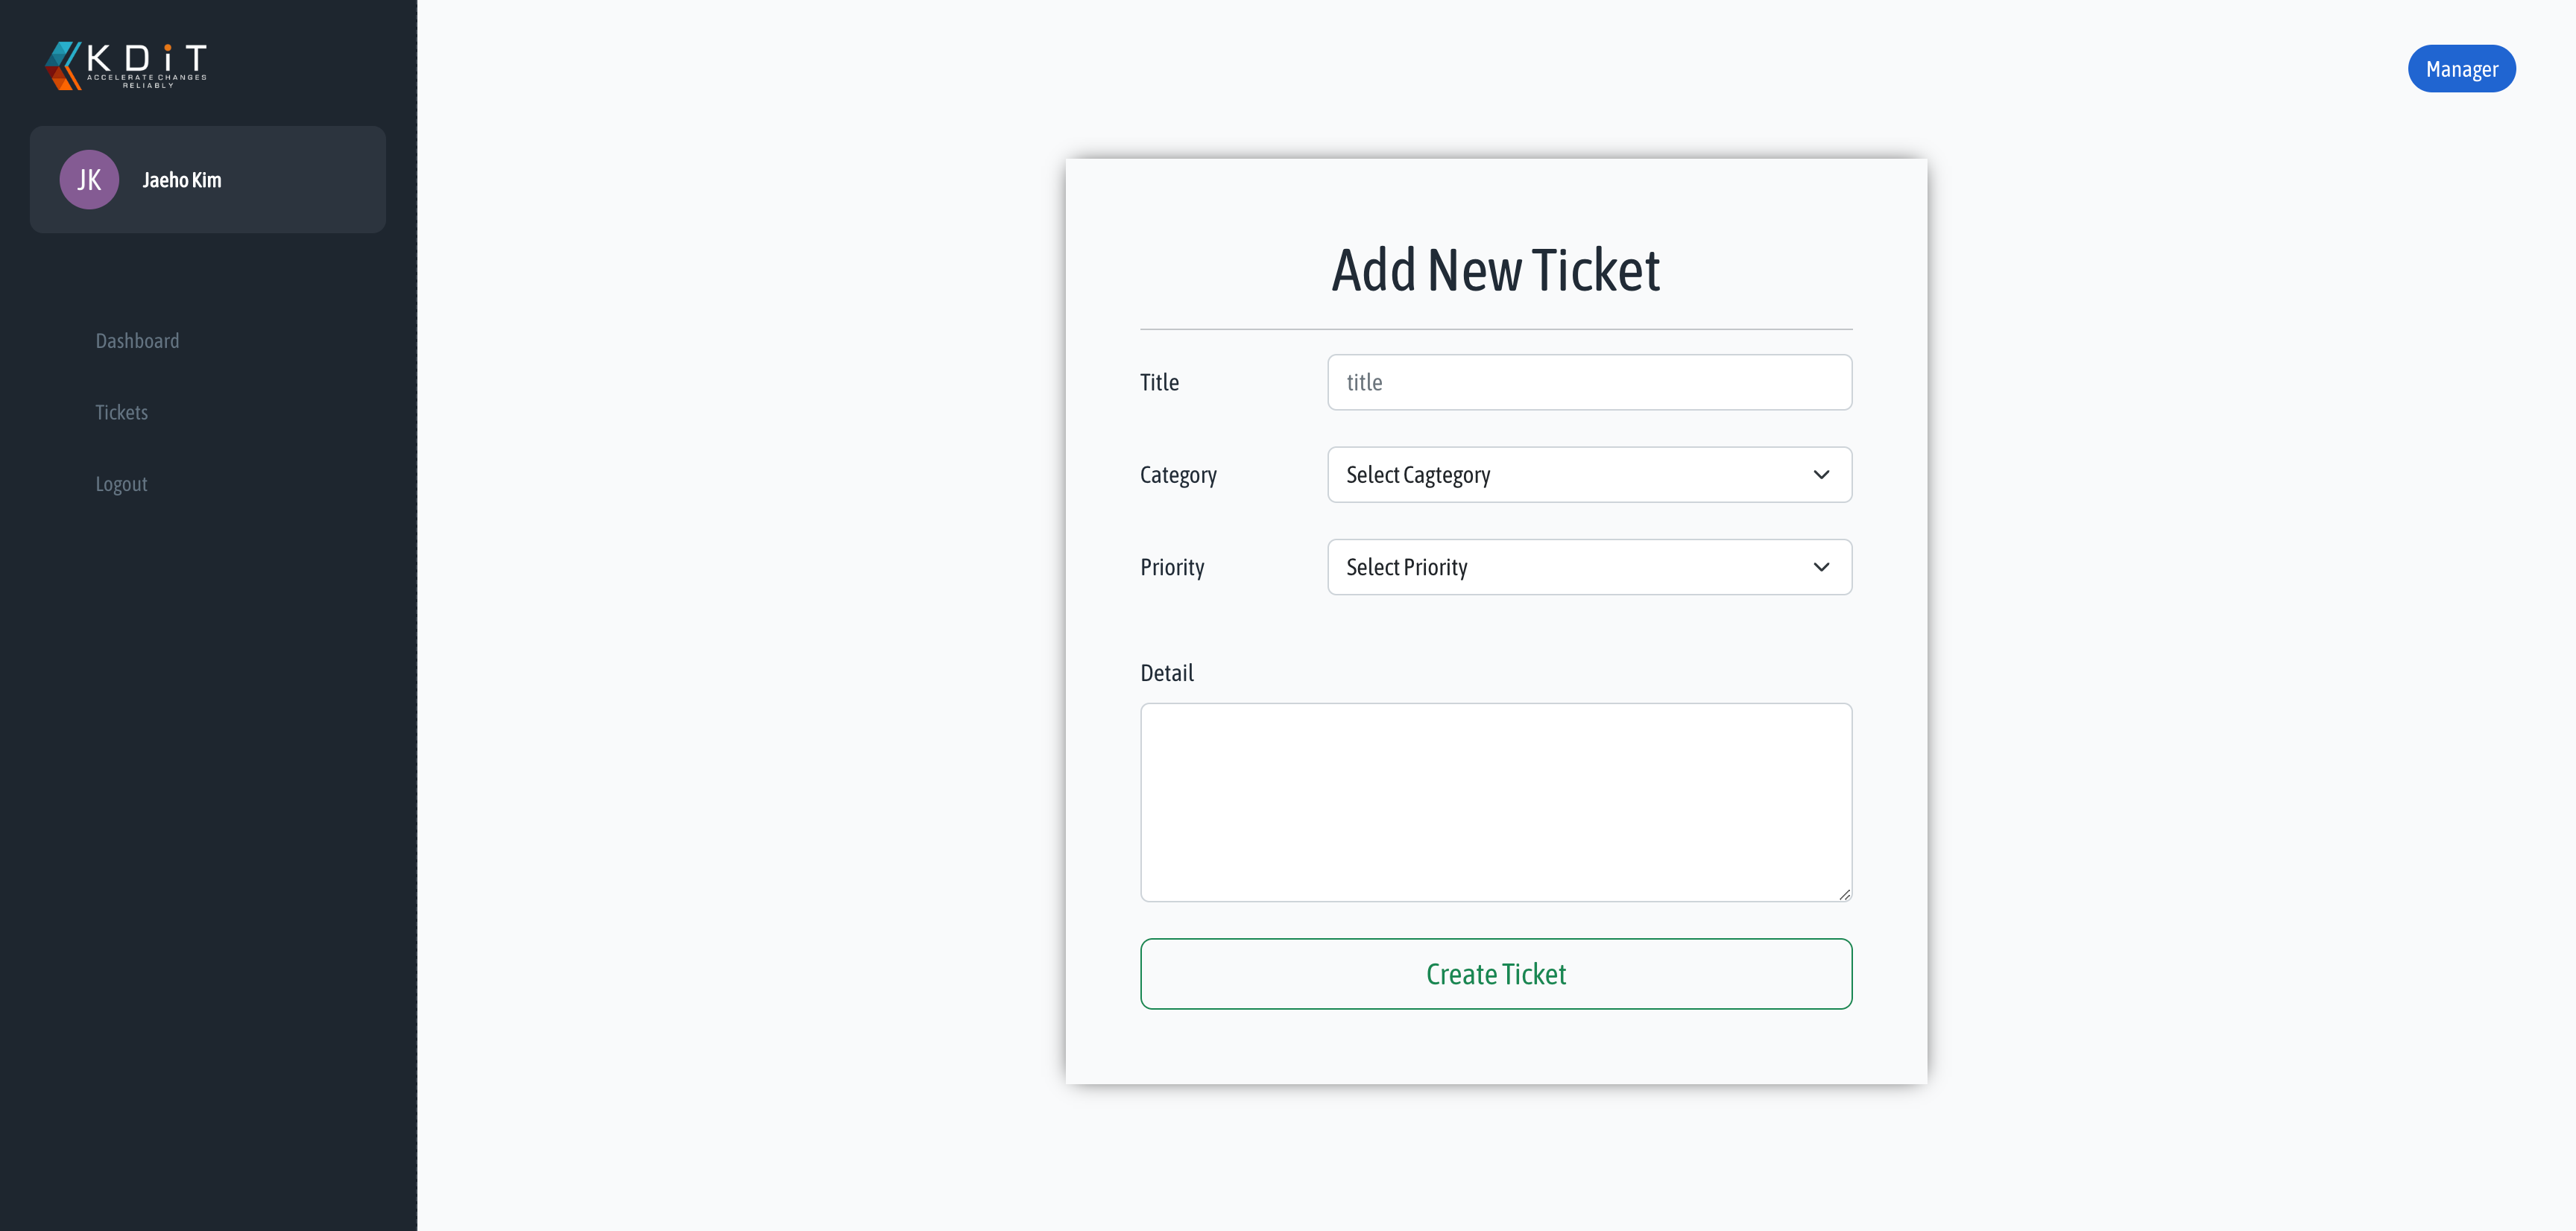 KDiT
ACCELERATE CHANGES
RELIABLY
JK
Jaeho Kim
Dashboard
Tickets
Logout
Manager
Add New Ticket
Title
title
Category
Select Cagtegory
Priority
Select Priority
Detail
Create Ticket